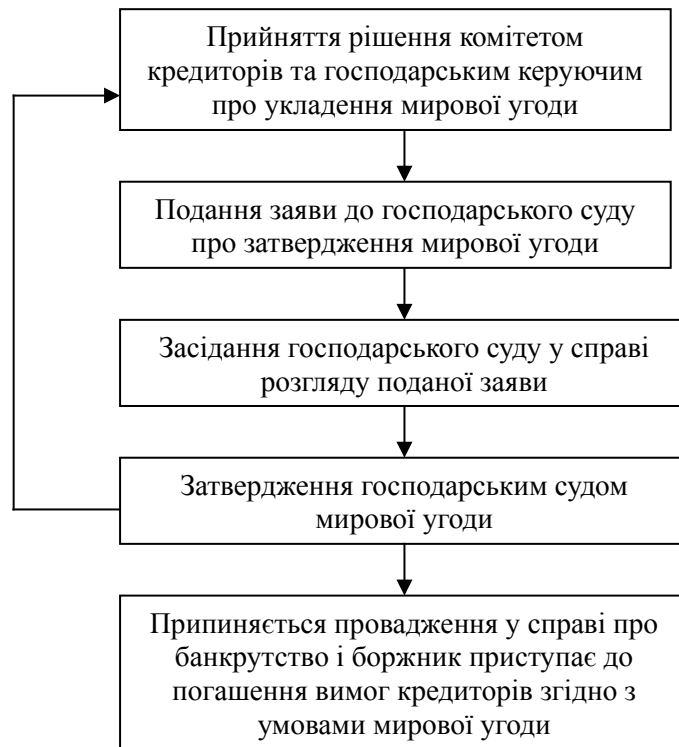 Прийняття рішення комітетом
кредиторів та господарським керуючим
про укладення мирової угоди
Подання заяви до господарського суду
про затвердження мирової угоди
Засідання господарського суду у справі
розгляду поданої заяви
Затвердження господарським судом
мирової угоди
Припиняється провадження у справі про
банкрутство і боржник приступає до
погашення вимог кредиторів згідно з
умовами мирової угоди